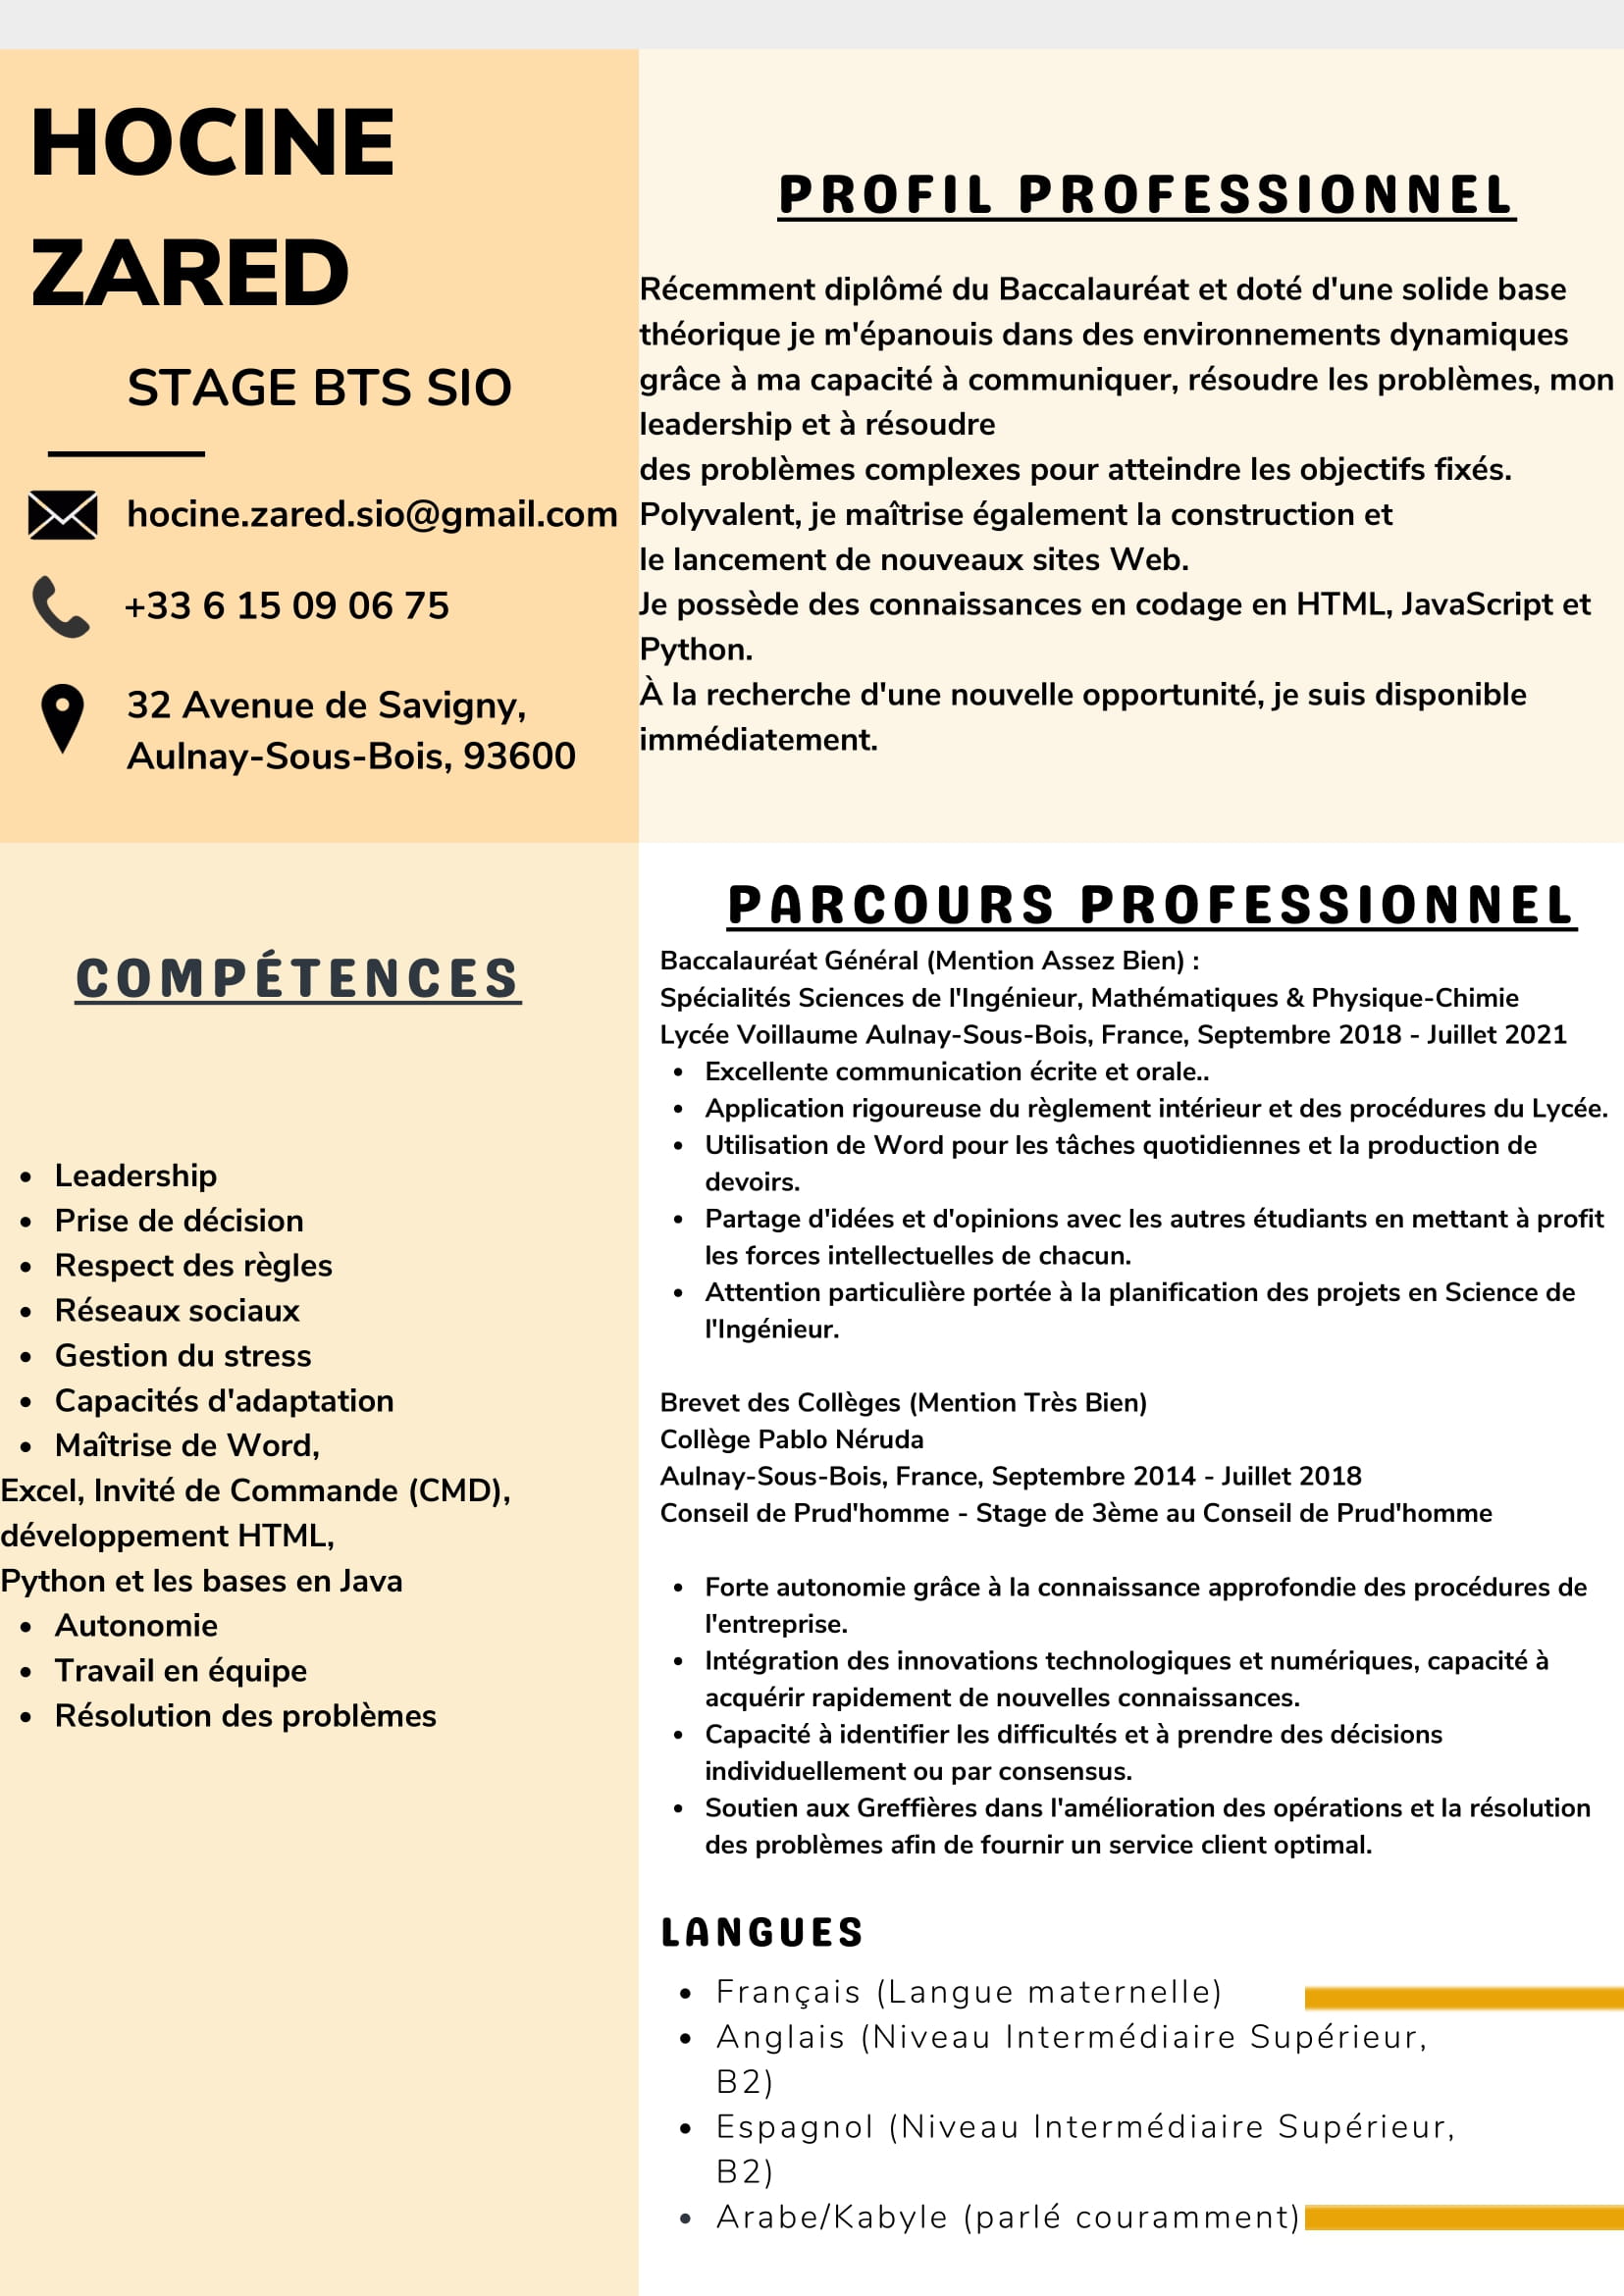 HOCINE
ZARED
STAGE BTS SIO
hocine.zared.sio@gmail.com
+33 6 15 09 06 75
32 Avenue de Savigny,
Aulnay-Sous-Bois, 93600
PROFIL PROFESSIONNEL
Récemment diplômé du Baccalauréat et doté d'une solide base
théorique je m'épanouis dans des environnements dynamiques
grâce à ma capacité à communiquer, résoudre les problèmes, mon
leadership et à résoudre
des problèmes complexes pour atteindre les objectifs fixés.
Polyvalent, je maîtrise également la construction et
le lancement de nouveaux sites Web.
Je possède des connaissances en codage en HTML, JavaScript et
Python.
À la recherche d'une nouvelle opportunité, je suis disponible
immédiatement.
COMPÉTENCES
• Leadership
• Prise de décision
• Respect des règles
• Réseaux sociaux
• Gestion du stress
• Capacités d'adaptation
• Maîtrise de Word,
Excel, Invité de Commande (CMD),
développement HTML,
Python et les bases en Java
• Autonomie
• Travail en équipe
• Résolution des problèmes
PARCOURS PROFESSIONNEL
Baccalauréat Général (Mention Assez Bien) :
Spécialités Sciences de l'Ingénieur, Mathématiques & Physique-Chimie
Lycée Voillaume Aulnay-Sous-Bois, France, Septembre 2018 - Juillet 2021
• Excellente communication écrite et orale..
• Application rigoureuse du règlement intérieur et des procédures du Lycée.
• Utilisation de Word pour les tâches quotidiennes et la production de
devoirs.
• Partage d'idées et d'opinions avec les autres étudiants en mettant à profit
les forces intellectuelles de chacun.
• Attention particulière portée à la planification des projets en Science de
l'Ingénieur.
Brevet des Collèges (Mention Très Bien)
Collège Pablo Néruda
Aulnay-Sous-Bois, France, Septembre 2014 - Juillet 2018
Conseil de Prud'homme - Stage de 3ème au Conseil de Prud'homme
• Forte autonomie grâce à la connaissance approfondie des procédures de
l'entreprise.
• Intégration des innovations technologiques et numériques, capacité à
acquérir rapidement de nouvelles connaissances.
• Capacité à identifier les difficultés et à prendre des décisions
individuellement ou par consensus.
• Soutien aux Greffières dans l'amélioration des opérations et la résolution
des problèmes afin de fournir un service client optimal.
LANGUES
• Français (Langue maternelle)
• Anglais (Niveau Intermédiaire Supérieur,
B2)
• Espagnol (Niveau Intermédiaire Supérieur,
B2)
• Arabe/Kabyle (parlé couramment)